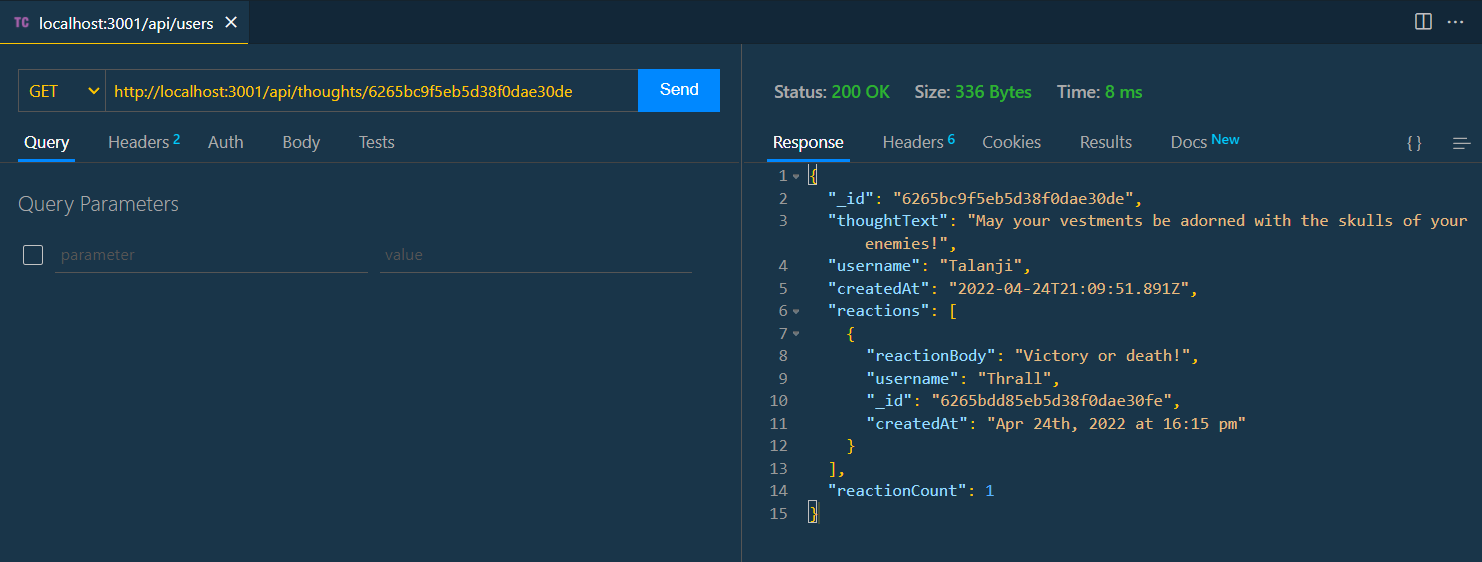 TC localhost:3001/api/users ×
GET http://localhost:3001/api/thoughts/6265bc9f5eb5d38f0dae30de Send
Query Headers 2 Auth Body Tests
Query Parameters
parameter value
Status: 200 OK Size: 336 Bytes Time: 8 ms
Response Headers 6 Cookies Results Docs New {}
1 {
2 "_id": "6265bc9f5eb5d38f0dae30de",
3 "thoughtText": "May your vestments be adorned with the skulls of your
enemies!",
4 "username": "Talanji",
5 "createdAt": "2022-04-24T21:09:51.891Z",
6 "reactions": [
7 {
8 "reactionBody": "Victory or death!",
9 "username": "Thrall",
10 "_id": "6265bdd85eb5d38f0dae30fe",
11 "createdAt": "Apr 24th, 2022 at 16:15 pm"
12 }
13 ],
14 "reactionCount": 1
15 }